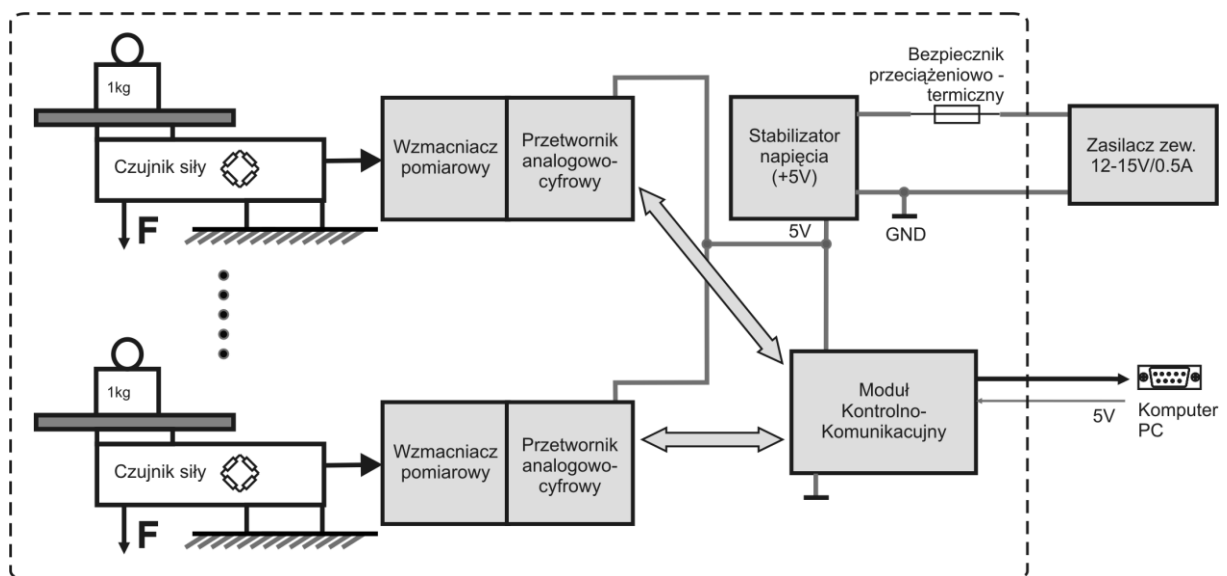 1kg
Czujnik siły
F
Wzmacniacz
pomiarowy
Przetwornik
analogowo-
cyfrowy
Stabilizator
napięcia
(+5V)
5V
GND
Bezpiecznik
przeciążeniowo -
termiczny
Zasilacz zew.
12-15V/0.5A
1kg
Czujnik siły
F
Wzmacniacz
pomiarowy
Przetwornik
analogowo-
cyfrowy
Moduł
Kontrolno-
Komunikacujny
5V
Komputer
PC